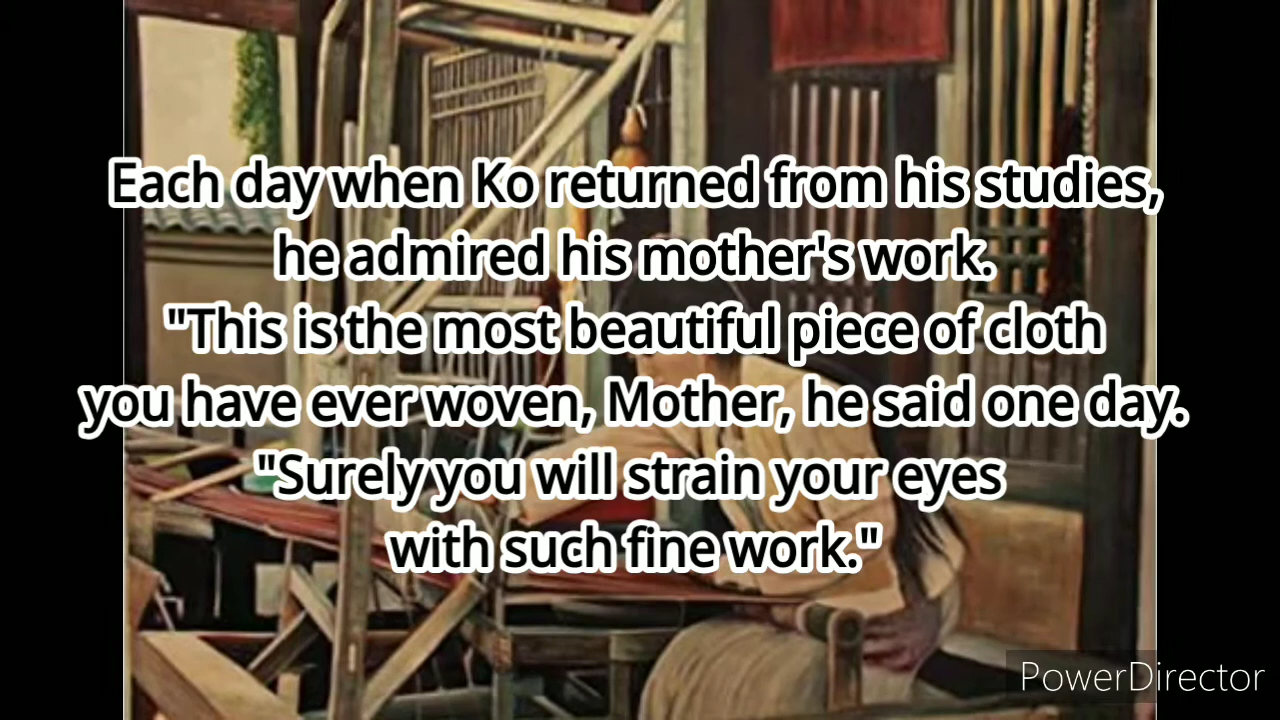 Each day when Ko returned from his studies,
he admired his mother's work.
"This is the most beautiful piece of cloth
you have ever woven, Mother, he said one day.
"Surely you will strain your eyes
with such fine work."
PowerDirector